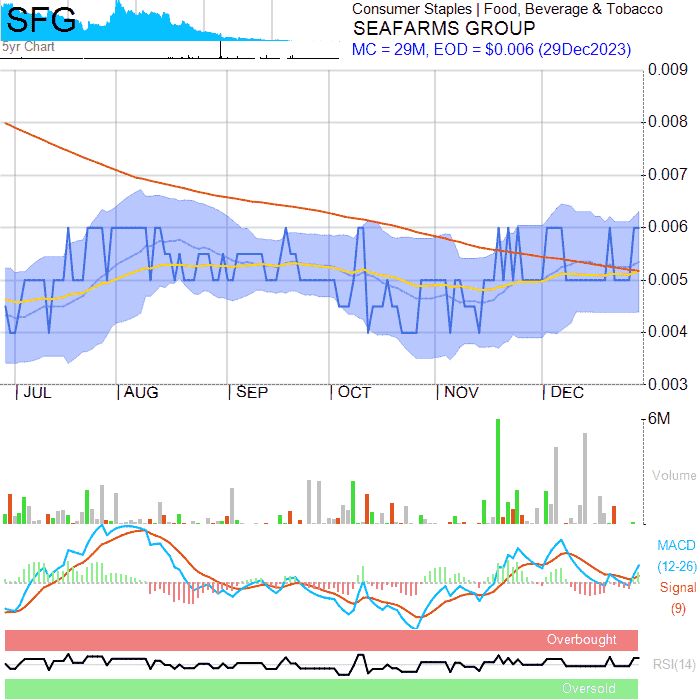 SFG
5yr Chart
Consumer Staples | Food, Beverage & Tobacco
SEAFARMS GROUP
MC = 29M, EOD = $0.006 (29Dec2023)
0.009
0.008
0.007
0.006
0.005
0.004
0.003
JUL AUG SEP OCT NOV DEC
6M
Volume
MACD
(12-26)
Signal
(9)
Overbought
RSI(14)
Oversold